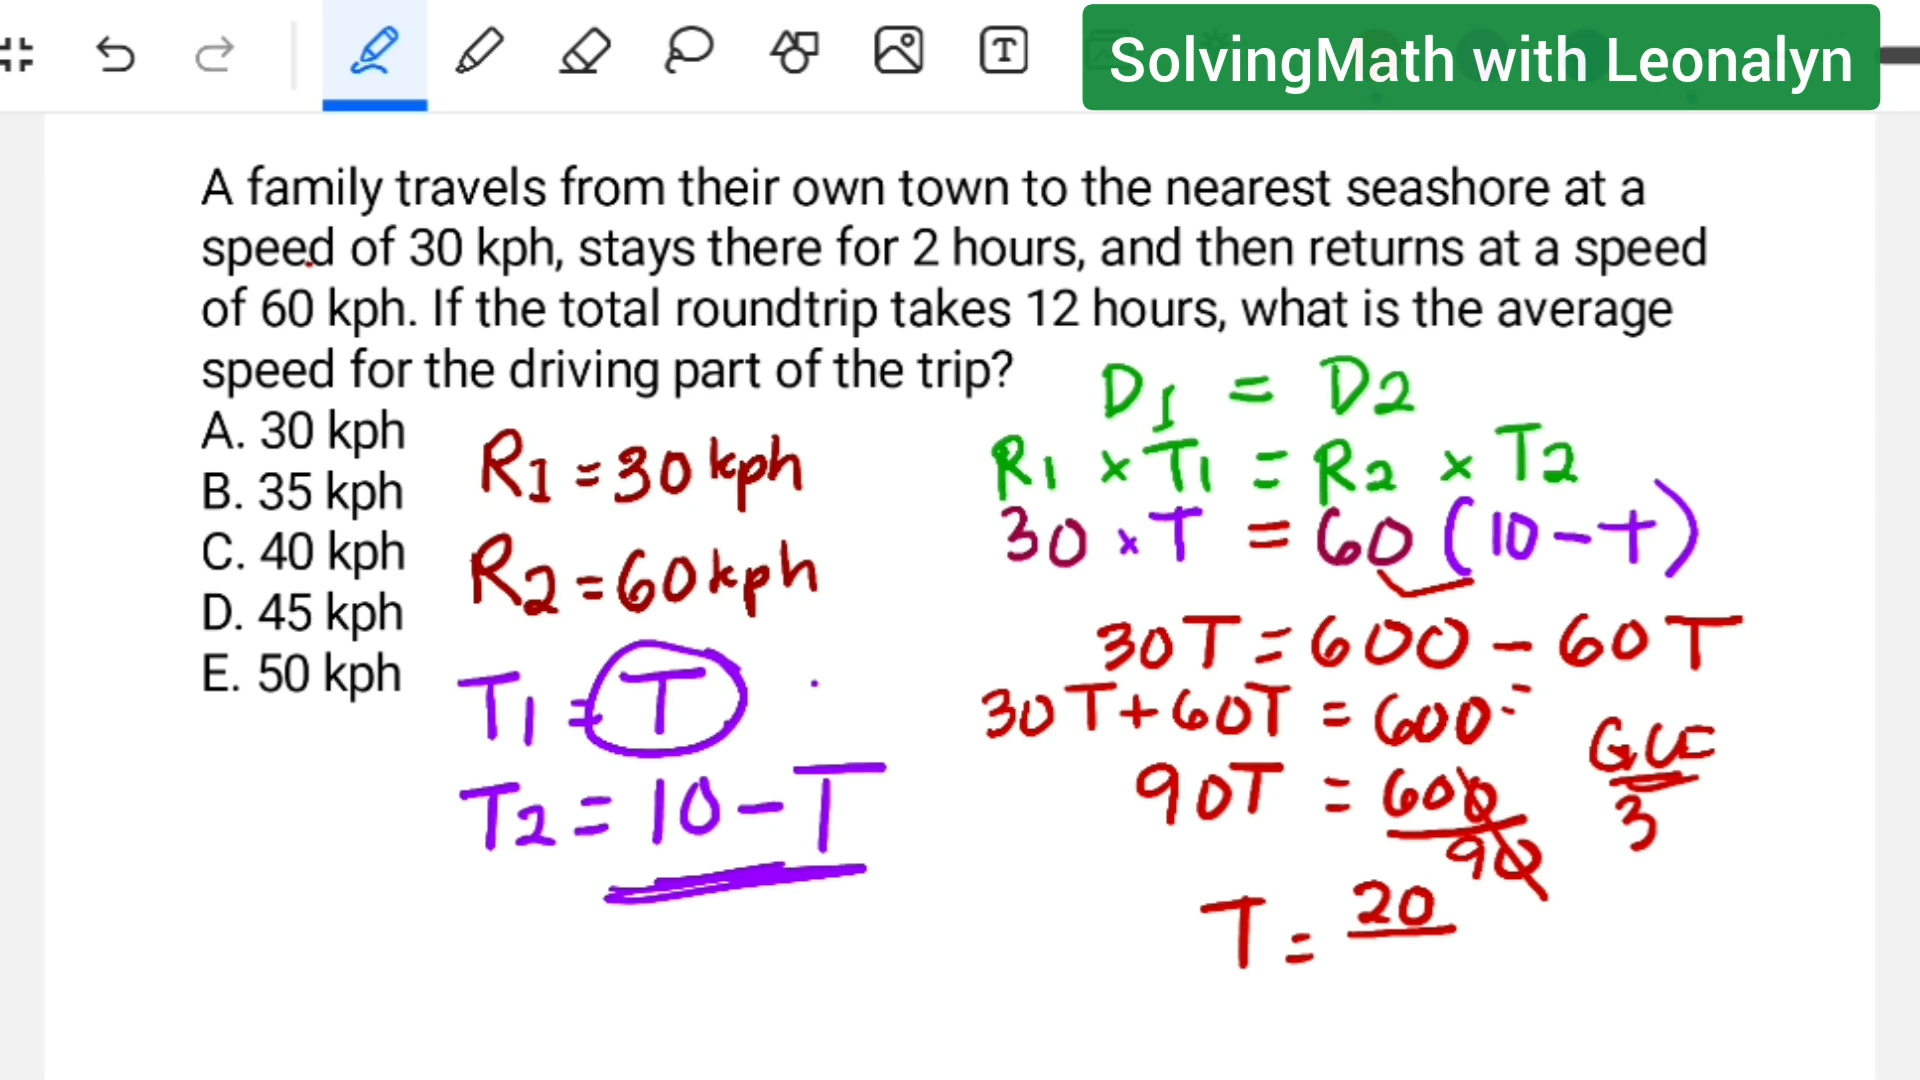 SolvingMath with Leonalyn
A family travels from their own town to the nearest seashore at a
speed of 30 kph, stays there for 2 hours, and then returns at a speed
of 60 kph. If the total roundtrip takes 12 hours, what is the average
speed for the driving part of the trip?
A. 30 kph
B. 35 kph
C. 40 kph
D. 45 kph
E. 50 kph
R1 = 30 kph
R2 = 60 kph
T1 = T
T2 = 10 - T
D1 = D2
R1 × T1 = R2 × T2
30 × T = 60 (10 - T)
30T = 600 - 60T
30T + 60T = 600
90T = 600
90
T = 20
GCF
3
T